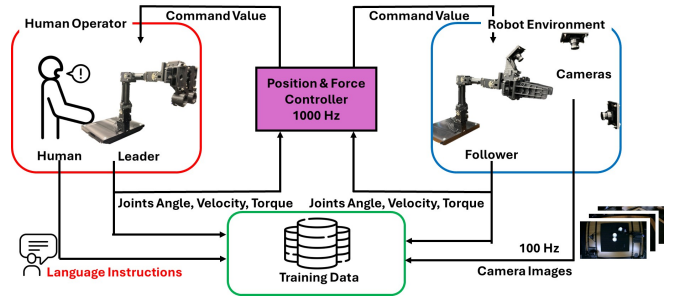 Command Value
Command Value
Human Operator
Robot Environment
Cameras
Position & Force
Controller
1000 Hz
Human
Leader
Follower
Joints Angle, Velocity, Torque
Joints Angle, Velocity, Torque
Language Instructions
Training Data
100 Hz
Camera Images